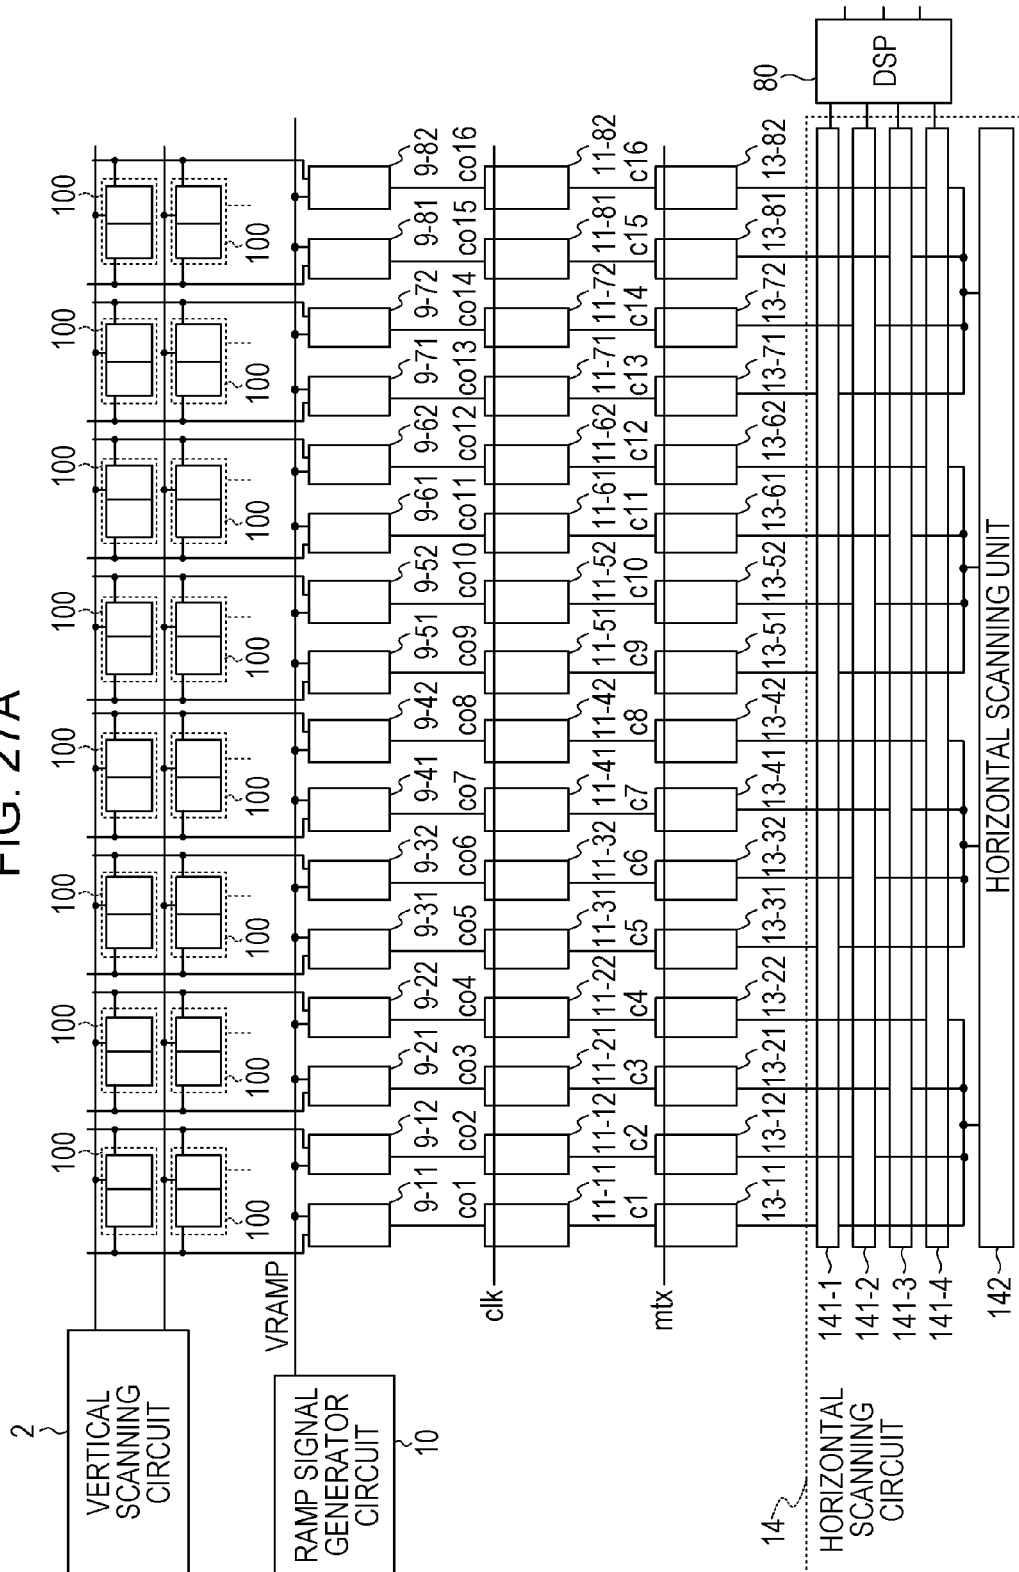 FIG. 27A
2
VERTICAL
SCANNING
CIRCUIT
100 100 100 100 100 100 100 100
100 100 100 100 100 100 100 100
VRAMP
RAMP SIGNAL
GENERATOR
CIRCUIT
10
9-11 9-12 9-21 9-22 9-31 9-32 9-41 9-42 9-51 9-52 9-61 9-62 9-71 9-72 9-81 9-82
co1 co2 co3 co4 co5 co6 co7 co8 co9 co10 co11 co12 co13 co14 co15 co16
clk
11-11 11-12 11-21 11-22 11-31 11-32 11-41 11-42 11-51 11-52 11-61 11-62 11-71 11-72 11-81 11-82
c1 c2 c3 c4 c5 c6 c7 c8 c9 c10 c11 c12 c13 c14 c15 c16
mtx
13-11 13-12 13-21 13-22 13-31 13-32 13-41 13-42 13-51 13-52 13-61 13-62 13-71 13-72 13-81 13-82
80
DSP
14
HORIZONTAL
SCANNING
CIRCUIT
141-1
141-2
141-3
141-4
142
HORIZONTAL SCANNING UNIT